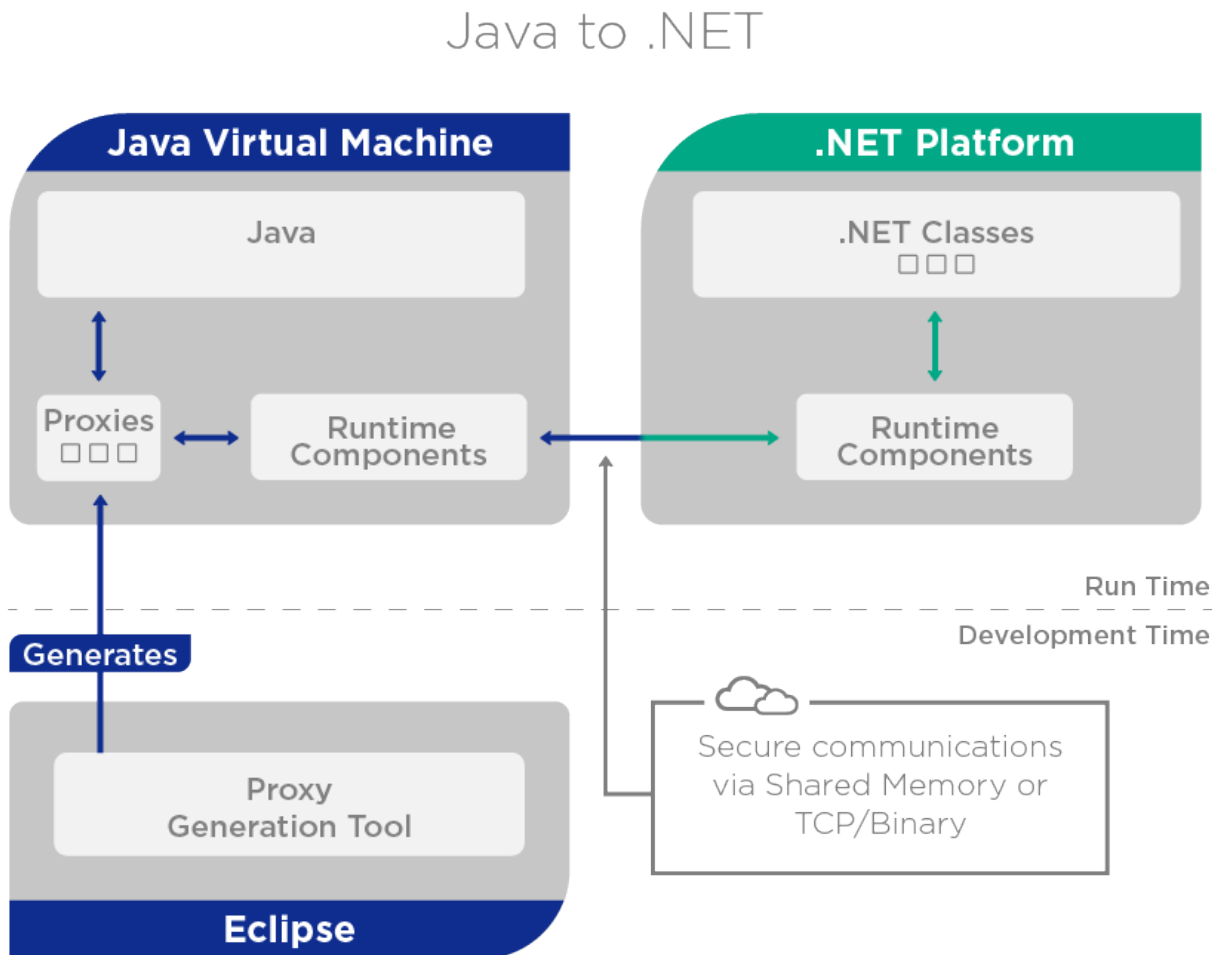 Java to .NET
Java Virtual Machine
Java
Proxies
Runtime
Components
.NET Platform
.NET Classes
Runtime
Components
Run Time
Development Time
Generates
Proxy
Generation Tool
Eclipse
Secure communications
via Shared Memory or
TCP/Binary